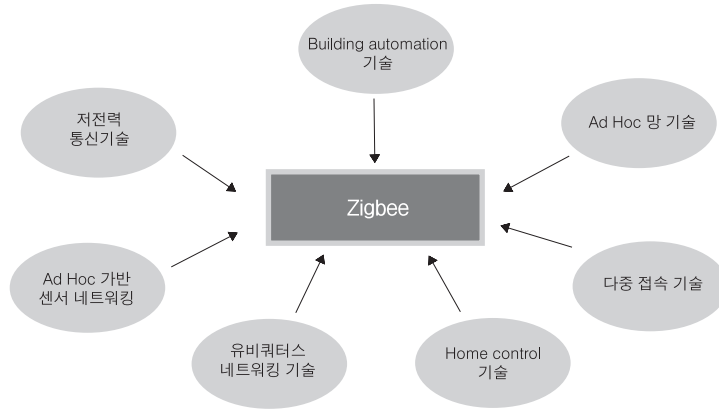 Building automation
기술
저전력
통신기술
Ad Hoc 망 기술
Zigbee
Ad Hoc 가반
센서 네트워킹
다중 접속 기술
유비쿼터스
네트워킹 기술
Home control
기술